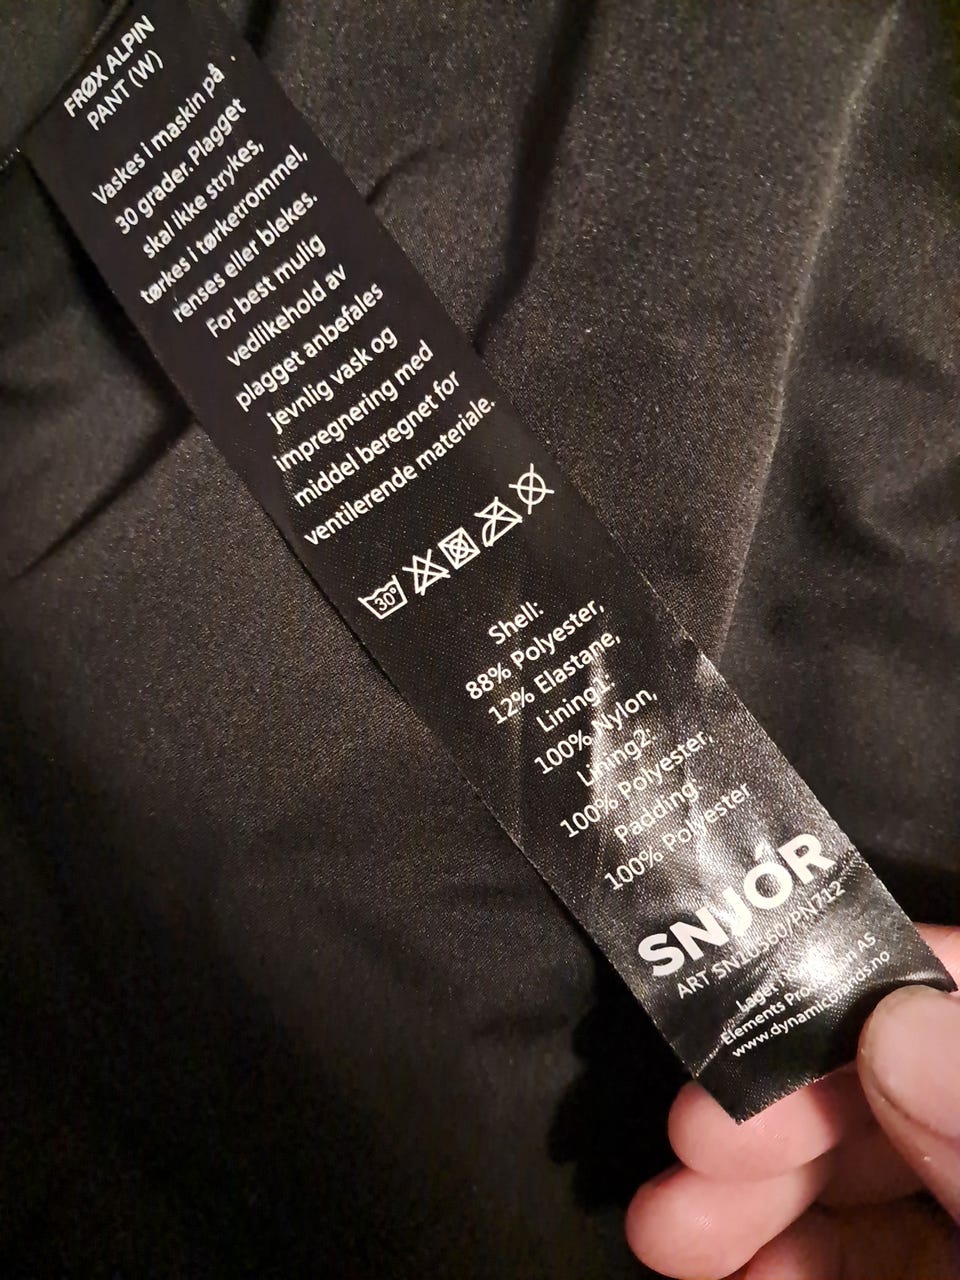 FRØX ALPIN
PANT (W)
Vaskes i maskin på
30 grader. Plagget
skal ikke strykes,
tørkes i tørketrommel,
renses eller blekes.
For best mulig
vedlikehold av
plagget anbefales
jevnlig vask og
impregnering med
middel beregnet for
ventilerende materiale.
30°
Shell:
88% Polyester,
12% Elastane,
Lining1:
100% Nylon,
Lining2:
100% Polyester,
Padding
100% Polyester
SNJÓR
ART
Laget AS
Elements
www.dynamicbrands.no